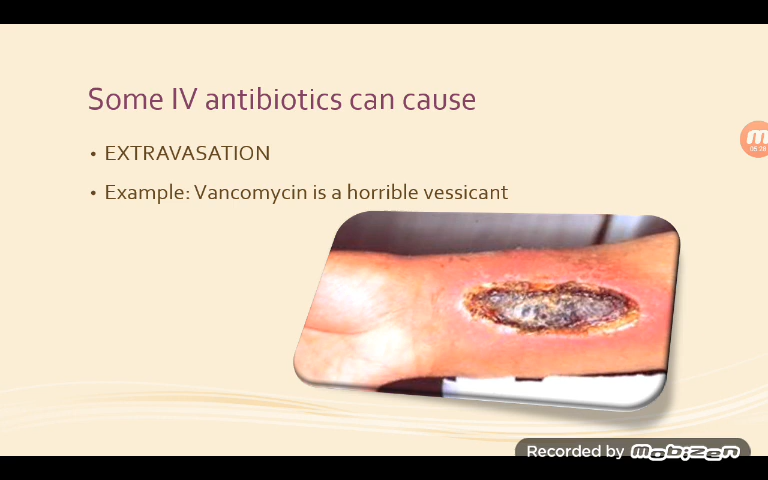 Some IV antibiotics can cause
• EXTRAVASATION
• Example: Vancomycin is a horrible vessicant
Recorded by mobizen